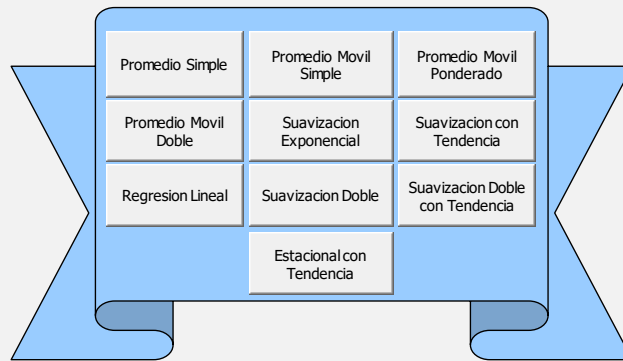 Promedio Simple
Promedio Movil
Simple
Promedio Movil
Ponderado
Promedio Movil
Doble
Suavizacion
Exponencial
Suavizacion con
Tendencia
Regresion Lineal
Suavizacion Doble
Suavizacion Doble
con Tendencia
Estacional con
Tendencia